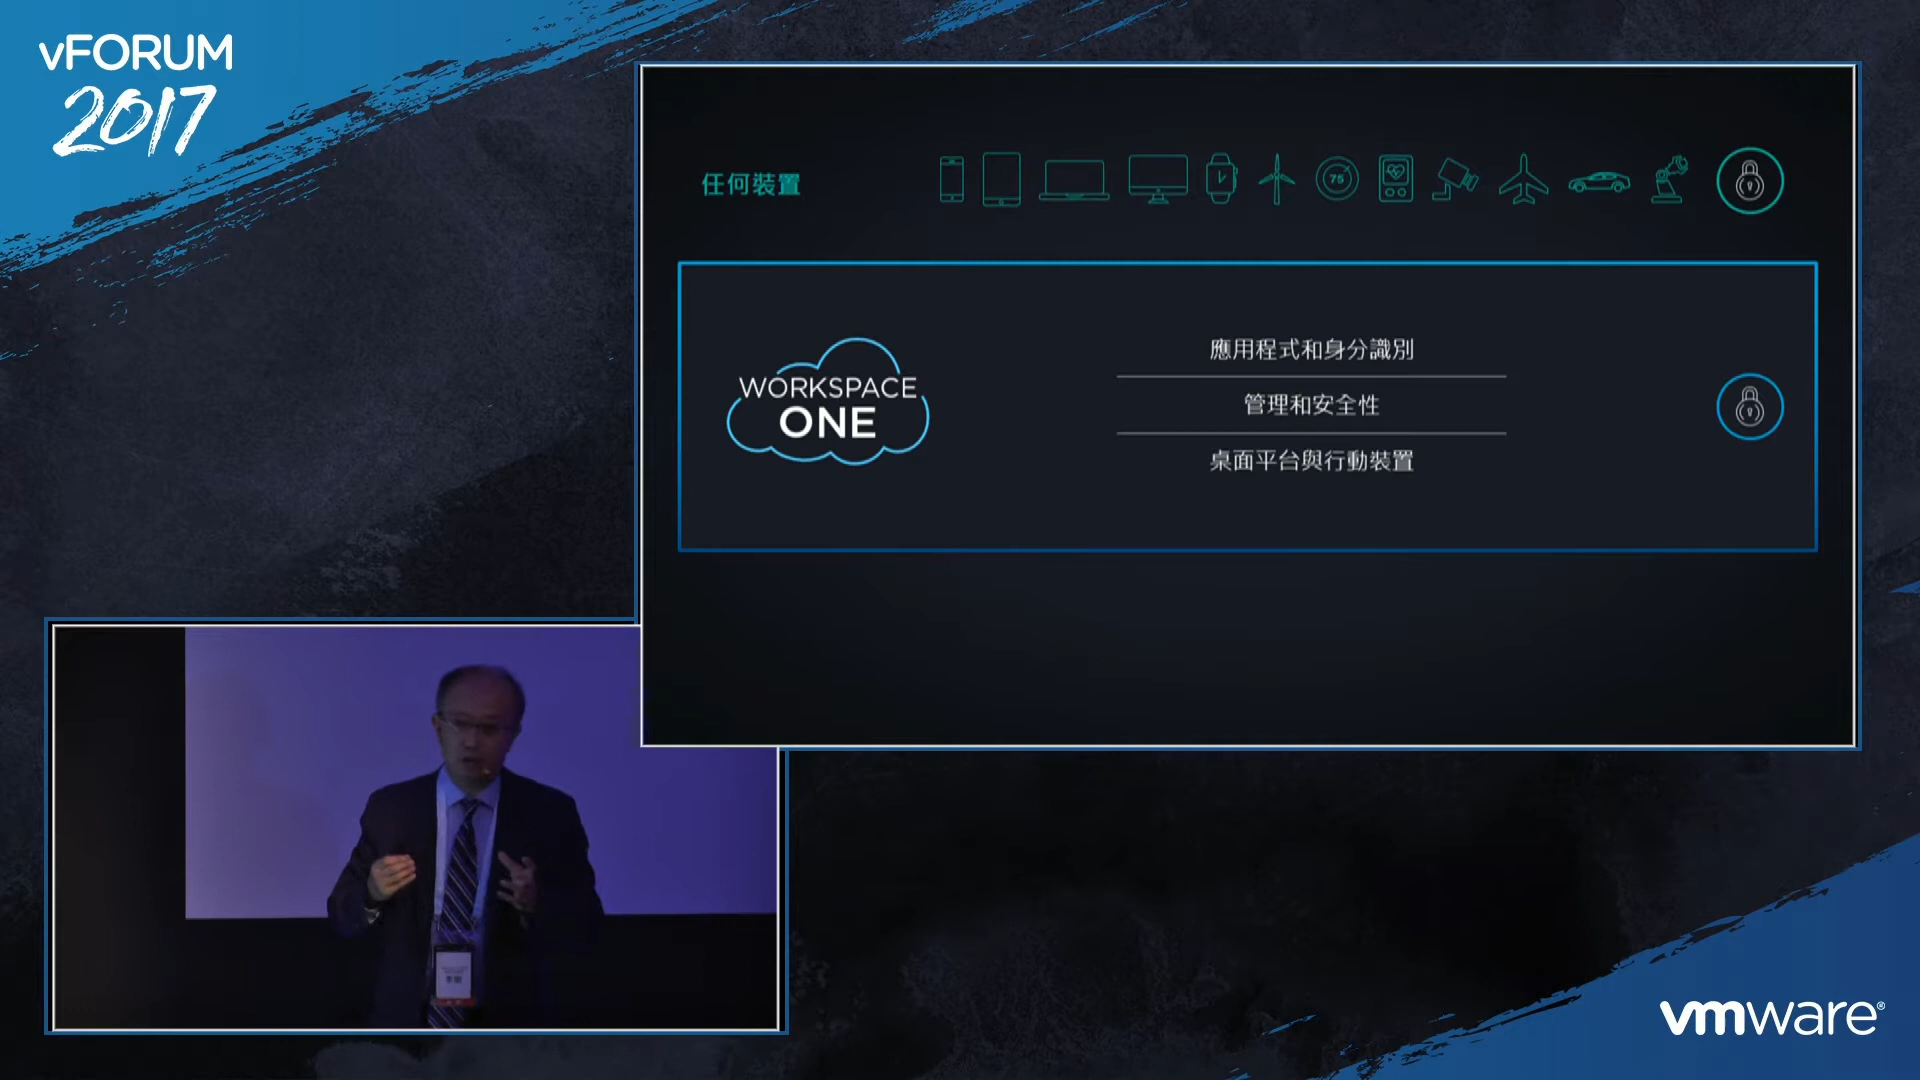 vFORUM
2017
任何裝置
75
WORKSPACE
ONE
應用程式和身分識別
管理和安全性
桌面平台與行動裝置
vmware®